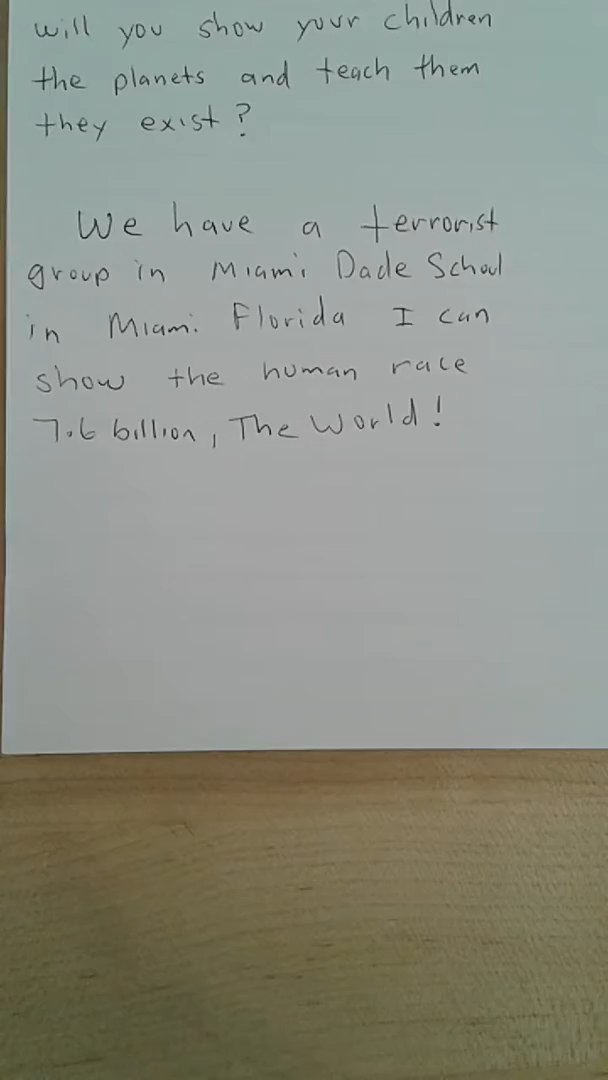 will you show your children
the planets and teach them
they exist?
We have a terrorist
group in Miami Dade School
in Miami Florida I can
show the human race
7.6 billion, The World!